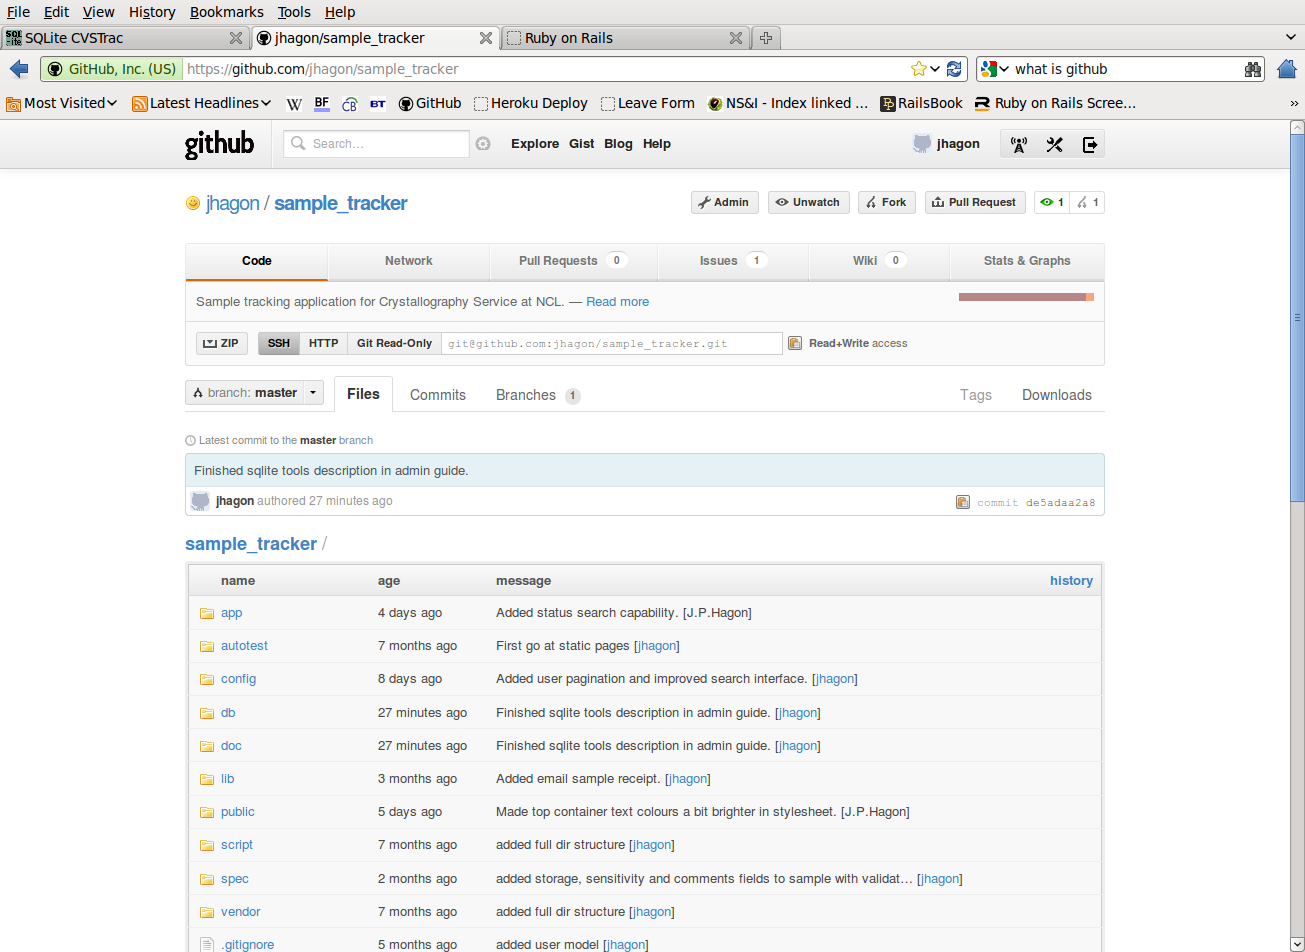 File Edit View History Bookmarks Tools Help
SQLite CVSTrac jhagon/sample_tracker Ruby on Rails
GitHub, Inc. (US) https://github.com/jhagon/sample_tracker what is github
Most Visited Latest Headlines W BF CB BT GitHub Heroku Deploy Leave Form NS&I - Index linked ... RailsBook Ruby on Rails Scree... »
github Search... Explore Gist Blog Help jhagon
jhagon / sample_tracker Admin Unwatch Fork Pull Request 1 1
Code Network Pull Requests 0 Issues 1 Wiki 0 Stats & Graphs
Sample tracking application for Crystallography Service at NCL. — Read more
ZIP SSH HTTP Git Read-Only git@github.com:jhagon/sample_tracker.git Read+Write access
branch: master Files Commits Branches 1 Tags Downloads
Latest commit to the master branch
Finished sqlite tools description in admin guide.
jhagon authored 27 minutes ago commit de5adaa2a8
sample_tracker /
name age message history
app 4 days ago Added status search capability. [J.P.Hagon]
autotest 7 months ago First go at static pages [jhagon]
config 8 days ago Added user pagination and improved search interface. [jhagon]
db 27 minutes ago Finished sqlite tools description in admin guide. [jhagon]
doc 27 minutes ago Finished sqlite tools description in admin guide. [jhagon]
lib 3 months ago Added email sample receipt. [jhagon]
public 5 days ago Made top container text colours a bit brighter in stylesheet. [J.P.Hagon]
script 7 months ago added full dir structure [jhagon]
spec 2 months ago added storage, sensitivity and comments fields to sample with validat... [jhagon]
vendor 7 months ago added full dir structure [jhagon]
.gitignore 5 months ago added user model [jhagon]